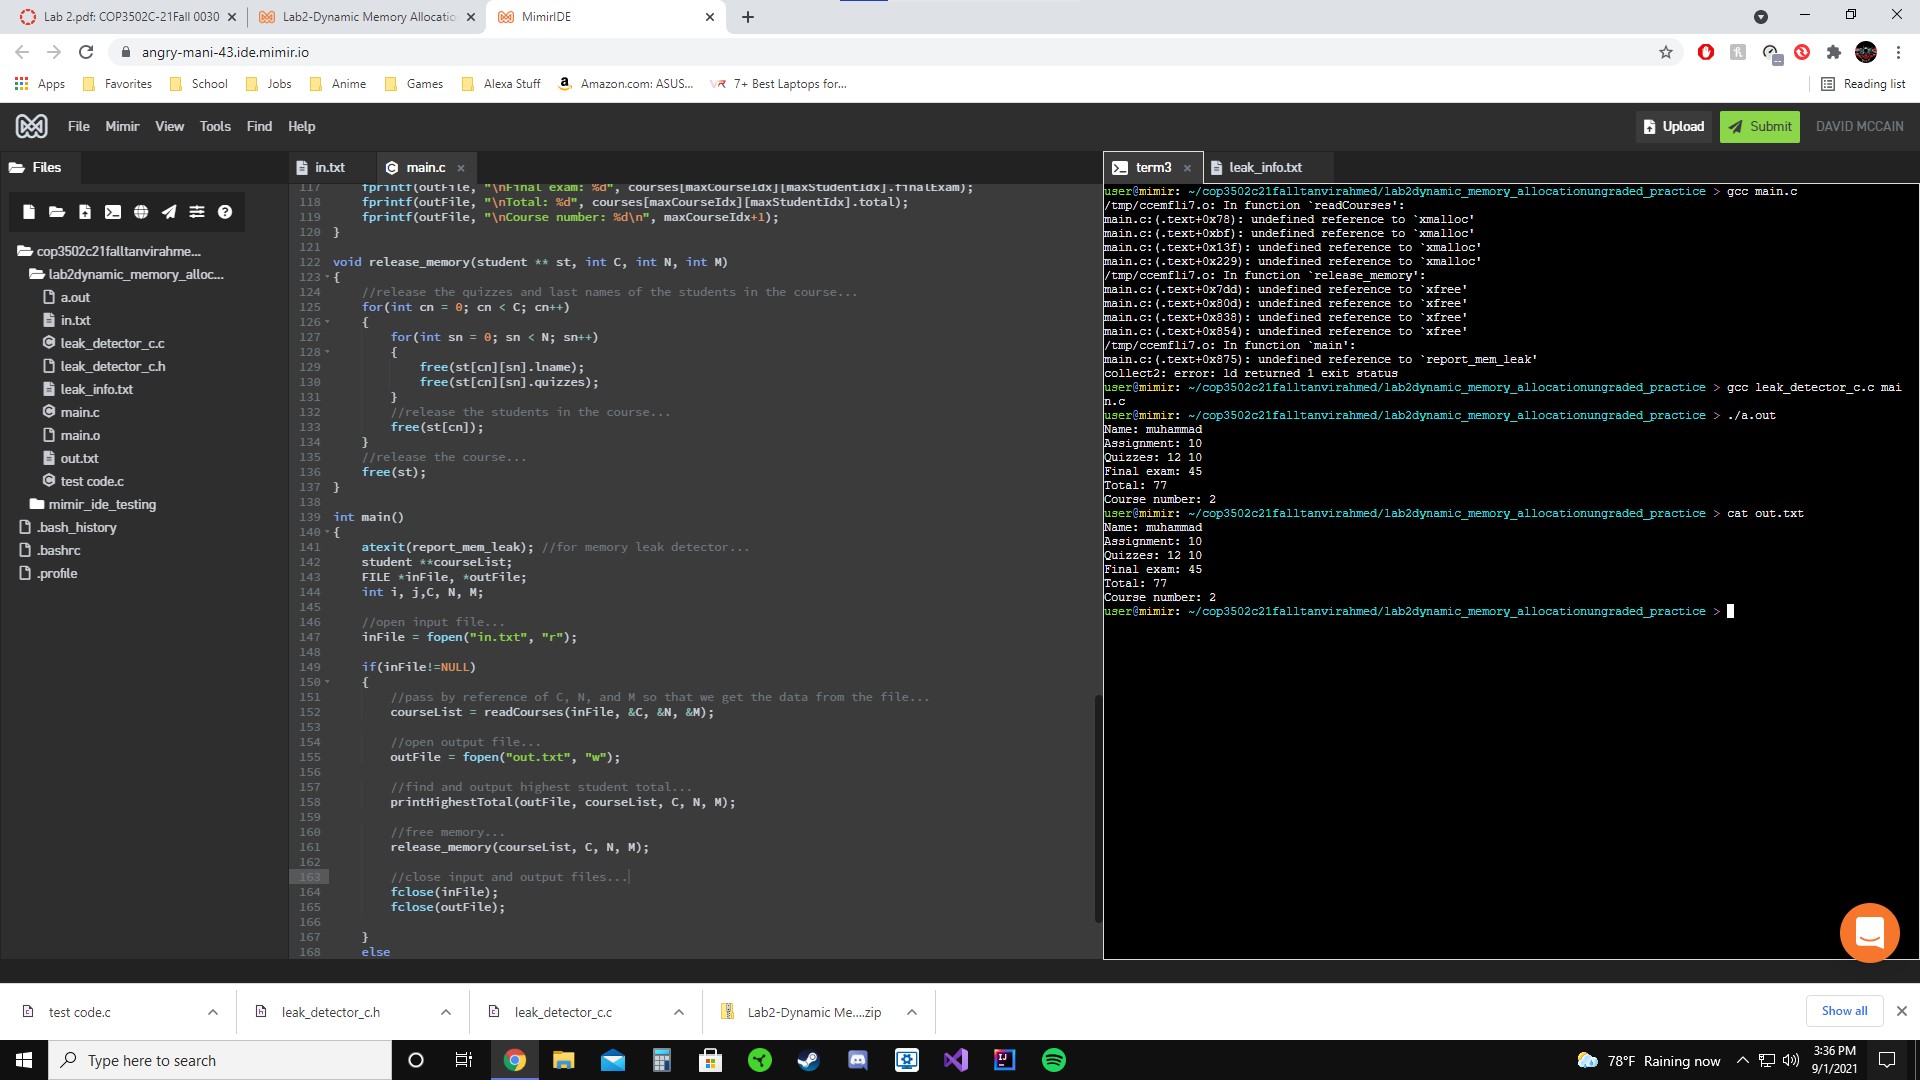 Lab 2.pdf: COP3502C-21Fall 0030
Lab2-Dynamic Memory Allocatio
MimirIDE
angry-mani-43.ide.mimir.io
Apps
Favorites
School
Jobs
Anime
Games
Alexa Stuff
Amazon.com: ASUS...
7+ Best Laptops for...
Reading list
File Mimir View Tools Find Help
Upload
Submit
DAVID MCCAIN
Files
cop3502c21falltanvirahme...
lab2dynamic_memory_alloc...
a.out
in.txt
leak_detector_c.c
leak_detector_c.h
leak_info.txt
main.c
main.o
out.txt
test code.c
mimir_ide_testing
.bash_history
.bashrc
.profile
in.txt
main.c
117 fprintf(outFile, "\nFinal exam: %d", courses[maxCourseIdx][maxStudentIdx].finalExam);
118 fprintf(outFile, "\nTotal: %d", courses[maxCourseIdx][maxStudentIdx].total);
119 fprintf(outFile, "\nCourse number: %d\n", maxCourseIdx+1);
120 }
121
122 void release_memory(student ** st, int C, int N, int M)
123 {
124 //release the quizzes and last names of the students in the course...
125 for(int cn = 0; cn < C; cn++)
126 {
127 for(int sn = 0; sn < N; sn++)
128 {
129 free(st[cn][sn].lname);
130 free(st[cn][sn].quizzes);
131 }
132 //release the students in the course...
133 free(st[cn]);
134 }
135 //release the course...
136 free(st);
137 }
138
139 int main()
140 {
141 atexit(report_mem_leak); //for memory leak detector...
142 student **courseList;
143 FILE *inFile, *outFile;
144 int i, j,C, N, M;
145
146 //open input file...
147 inFile = fopen("in.txt", "r");
148
149 if(inFile!=NULL)
150 {
151 //pass by reference of C, N, and M so that we get the data from the file...
152 courseList = readCourses(inFile, &C, &N, &M);
153
154 //open output file...
155 outFile = fopen("out.txt", "w");
156
157 //find and output highest student total...
158 printHighestTotal(outFile, courseList, C, N, M);
159
160 //free memory...
161 release_memory(courseList, C, N, M);
162
163 //close input and output files...
164 fclose(inFile);
165 fclose(outFile);
166
167 }
168 else
term3
leak_info.txt
user@mimir: ~/cop3502c21falltanvirahmed/lab2dynamic_memory_allocationungraded_practice > gcc main.c
/tmp/ccemfli7.o: In function `readCourses':
main.c:(.text+0x78): undefined reference to `xmalloc'
main.c:(.text+0xbf): undefined reference to `xmalloc'
main.c:(.text+0x13f): undefined reference to `xmalloc'
main.c:(.text+0x229): undefined reference to `xmalloc'
/tmp/ccemfli7.o: In function `release_memory':
main.c:(.text+0x7dd): undefined reference to `xfree'
main.c:(.text+0x80d): undefined reference to `xfree'
main.c:(.text+0x838): undefined reference to `xfree'
main.c:(.text+0x854): undefined reference to `xfree'
/tmp/ccemfli7.o: In function `main':
main.c:(.text+0x875): undefined reference to `report_mem_leak'
collect2: error: ld returned 1 exit status
user@mimir: ~/cop3502c21falltanvirahmed/lab2dynamic_memory_allocationungraded_practice > gcc leak_detector_c.c mai
n.c
user@mimir: ~/cop3502c21falltanvirahmed/lab2dynamic_memory_allocationungraded_practice > ./a.out
Name: muhammad
Assignment: 10
Quizzes: 12 10
Final exam: 45
Total: 77
Course number: 2
user@mimir: ~/cop3502c21falltanvirahmed/lab2dynamic_memory_allocationungraded_practice > cat out.txt
Name: muhammad
Assignment: 10
Quizzes: 12 10
Final exam: 45
Total: 77
Course number: 2
user@mimir: ~/cop3502c21falltanvirahmed/lab2dynamic_memory_allocationungraded_practice >
test code.c
leak_detector_c.h
leak_detector_c.c
Lab2-Dynamic Me....zip
Show all
Type here to search
78°F Raining now
3:36 PM
9/1/2021